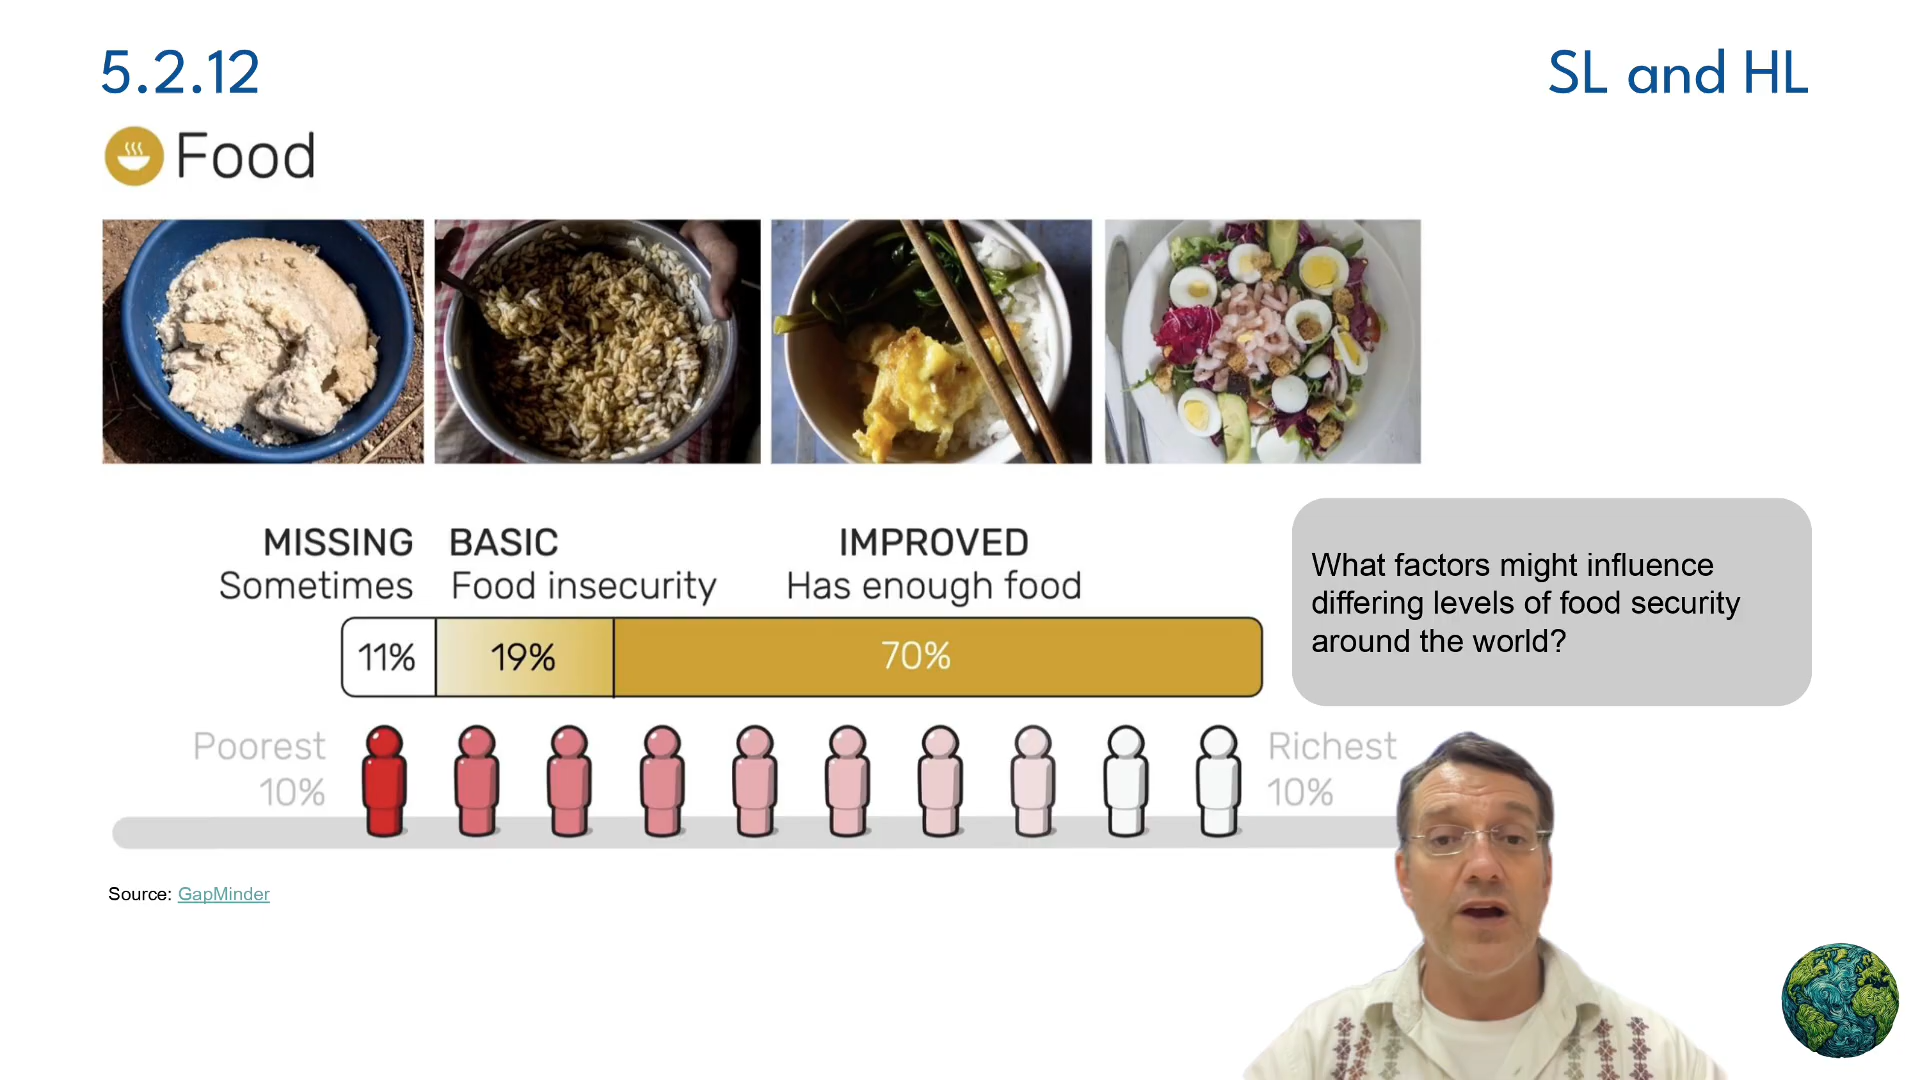 5.2.12
SL and HL
Food
MISSING
Sometimes
BASIC
Food insecurity
IMPROVED
Has enough food
11%
19%
70%
What factors might influence
differing levels of food security
around the world?
Poorest
10%
Richest
10%
Source: GapMinder